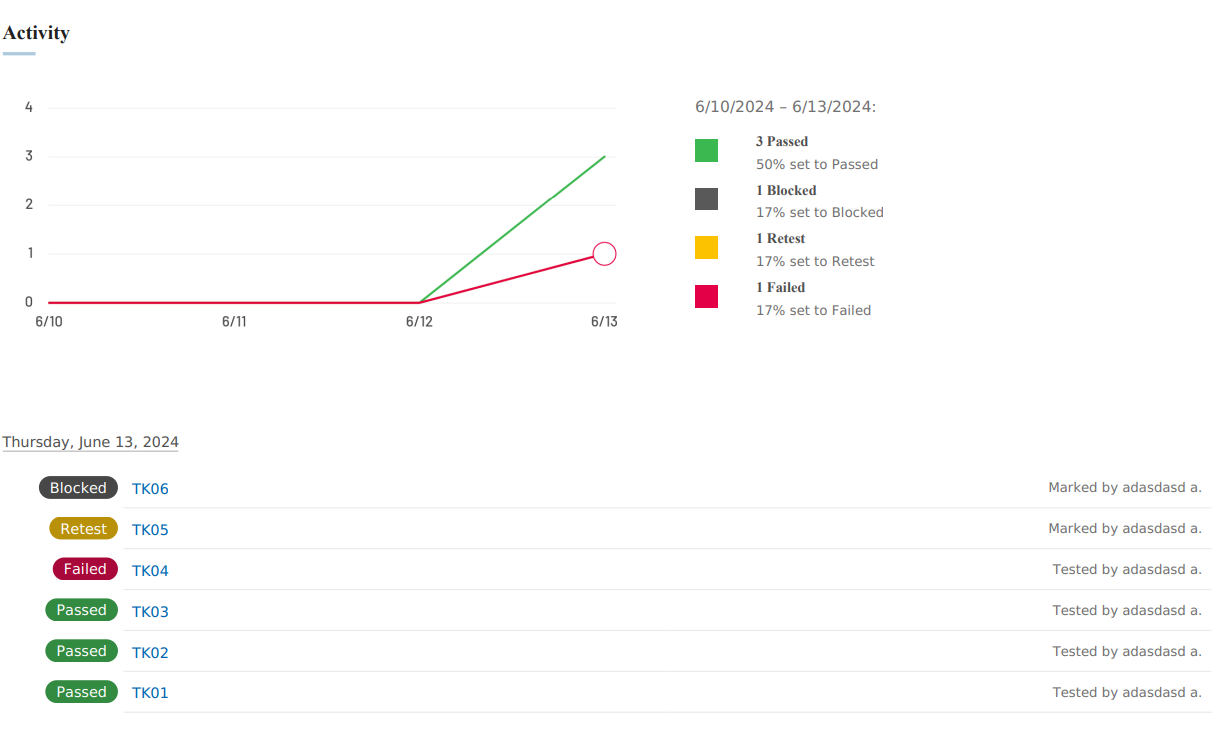 Activity
4
3
2
1
0
6/10 6/11 6/12 6/13
6/10/2024 – 6/13/2024:
3 Passed
50% set to Passed
1 Blocked
17% set to Blocked
1 Retest
17% set to Retest
1 Failed
17% set to Failed
Thursday, June 13, 2024
Blocked TK06 Marked by adasdasd a.
Retest TK05 Marked by adasdasd a.
Failed TK04 Tested by adasdasd a.
Passed TK03 Tested by adasdasd a.
Passed TK02 Tested by adasdasd a.
Passed TK01 Tested by adasdasd a.